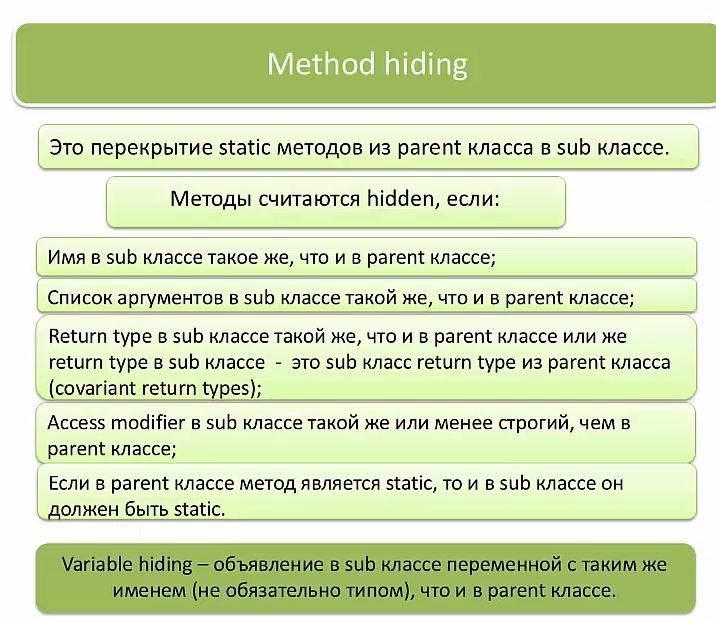 Method hiding
Это перекрытие static методов из parent класса в sub классе.
Методы считаются hidden, если:
Имя в sub классе такое же, что и в parent классе;
Список аргументов в sub классе такой же, что и в parent классе;
Return type в sub классе такой же, что и в parent классе или же
return type в sub классе - это sub класс return type из parent класса
(covariant return types);
Access modifier в sub классе такой же или менее строгий, чем в
parent классе;
Если в parent классе метод является static, то и в sub классе он
должен быть static.
Variable hiding – объявление в sub классе переменной с таким же
именем (не обязательно типом), что и в parent классе.